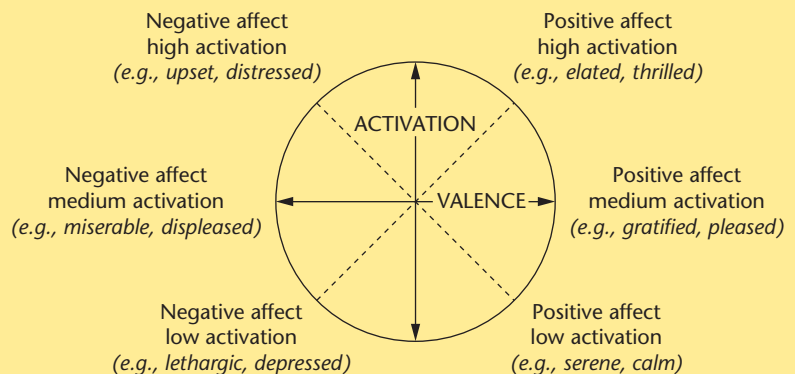 Negative affect
high activation
(e.g., upset, distressed)
Positive affect
high activation
(e.g., elated, thrilled)
ACTIVATION
Negative affect
medium activation
(e.g., miserable, displeased)
VALENCE
Positive affect
medium activation
(e.g., gratified, pleased)
Negative affect
low activation
(e.g., lethargic, depressed)
Positive affect
low activation
(e.g., serene, calm)